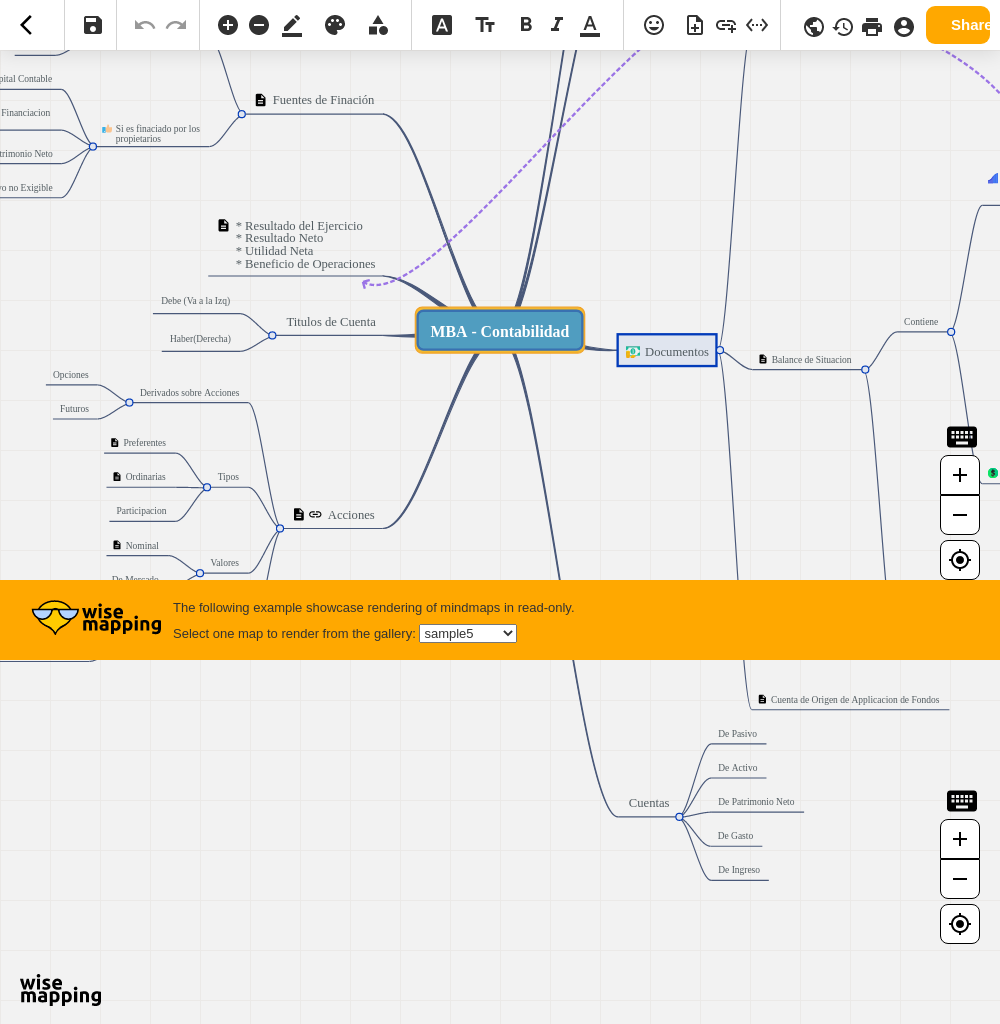 Share
pital Contable
Financiacion
trimonio Neto
vo no Exigible
Si es finaciado por los
propietarios
Fuentes de Finación
* Resultado del Ejercicio
* Resultado Neto
* Utilidad Neta
* Beneficio de Operaciones
Debe (Va a la Izq)
Haber(Derecha)
Titulos de Cuenta
MBA - Contabilidad
Documentos
Balance de Situacion
Contiene
Opciones
Futuros
Derivados sobre Acciones
Preferentes
Ordinarias
Participacion
Tipos
Acciones
Nominal
De Mercado
Valores
wise
mapping
The following example showcase rendering of mindmaps in read-only.
Select one map to render from the gallery: sample5
Cuenta de Origen de Applicacion de Fondos
De Pasivo
De Activo
Cuentas
De Patrimonio Neto
De Gasto
De Ingreso
wise
mapping